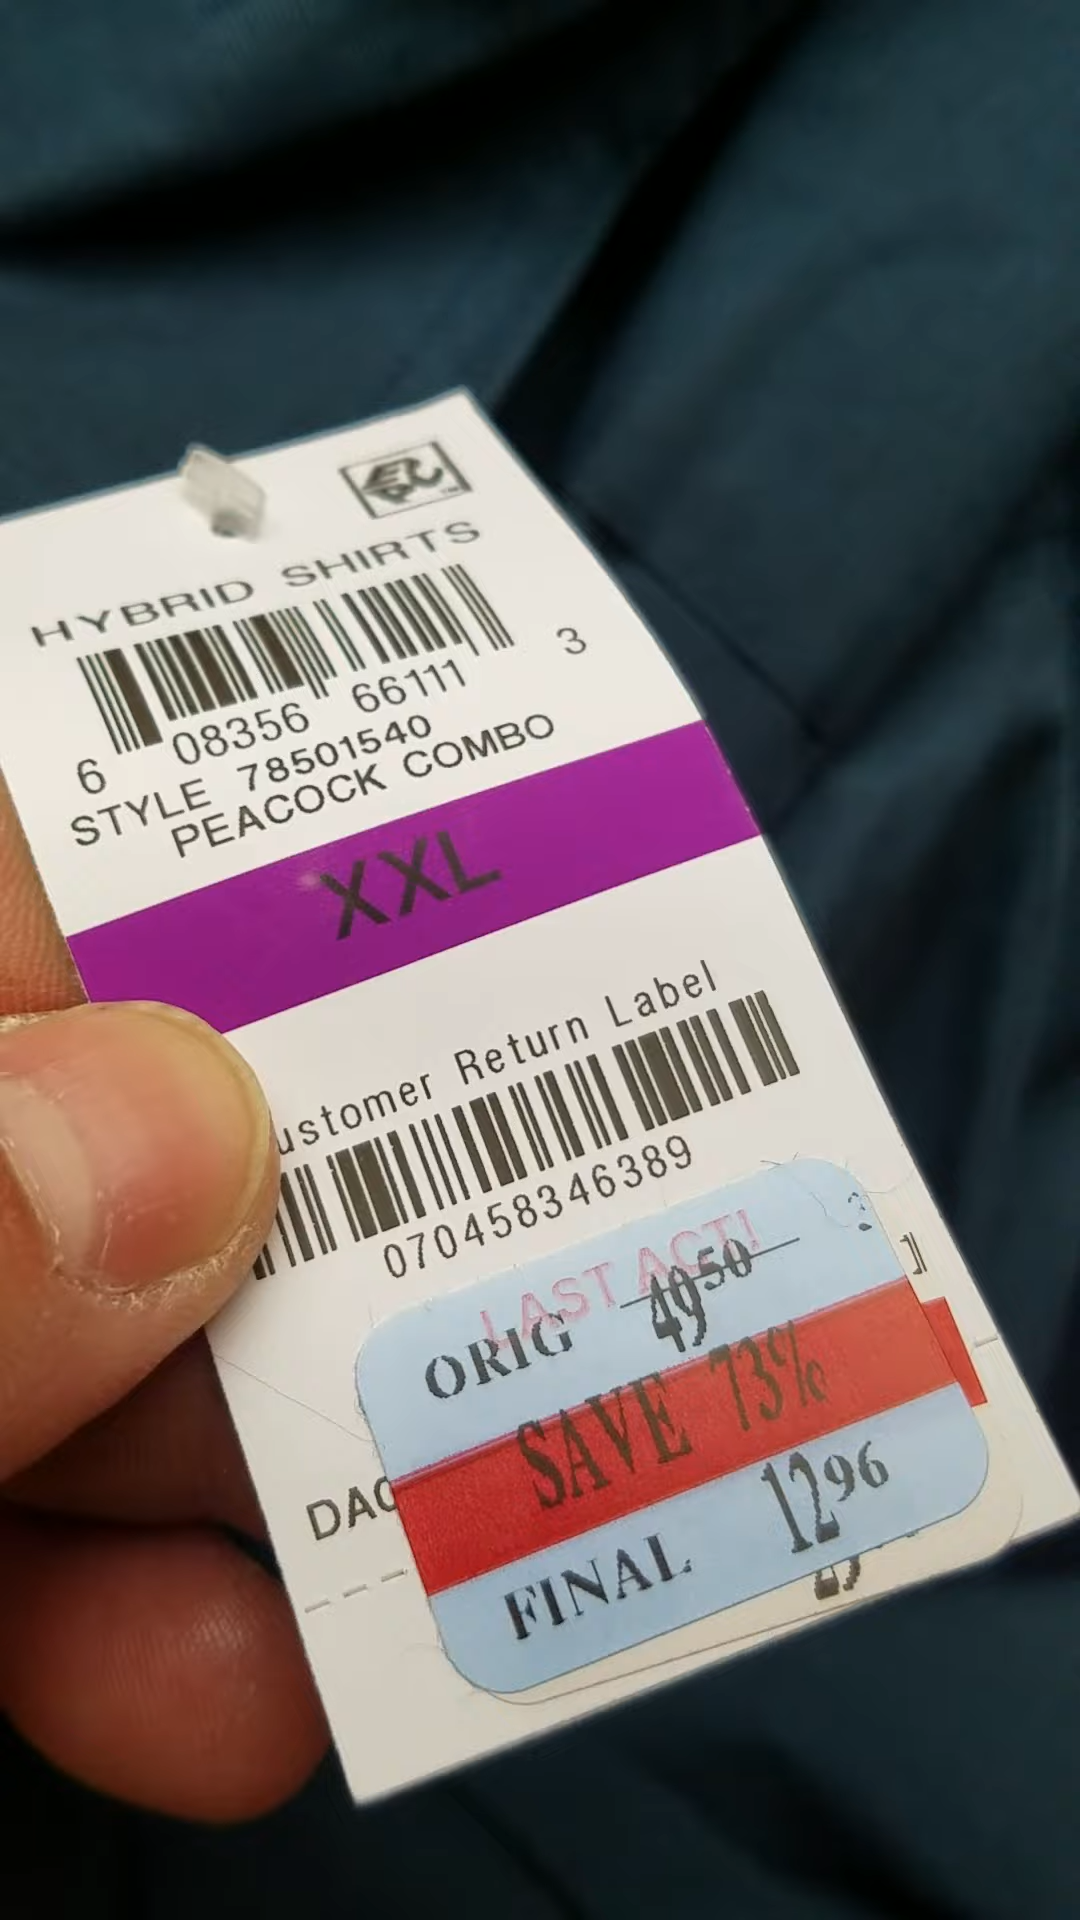 HYBRID SHIRTS
6 08356 66111 3
STYLE 78501540
PEACOCK COMBO
XXL
ustomer Return Label
070458346389
LAST ACT!
ORIG 49 50
SAVE 73%
DAC
FINAL 12 96